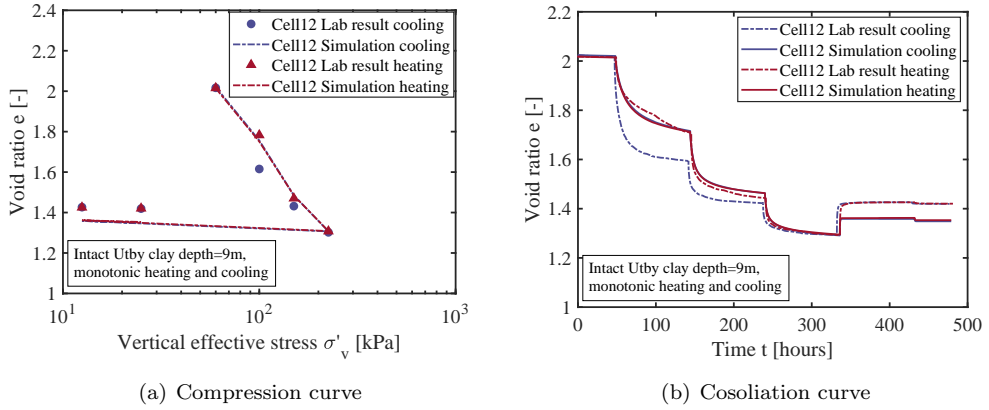 2.4
2.2
2
1.8
1.6
1.4
1.2
1
Void ratio e [-]
Cell12 Lab result cooling
Cell12 Simulation cooling
Cell12 Lab result heating
Cell12 Simulation heating
Intact Utby clay depth=9m,
monotonic heating and cooling
10^1
10^2
10^3
Vertical effective stress σ'_v [kPa]
(a) Compression curve
2.2
2
1.8
1.6
1.4
1.2
1
Void ratio e [-]
Cell12 Lab result cooling
Cell12 Simulation cooling
Cell12 Lab result heating
Cell12 Simulation heating
Intact Utby clay depth=9m,
monotonic heating and cooling
0
100
200
300
400
500
Time t [hours]
(b) Cosoliation curve